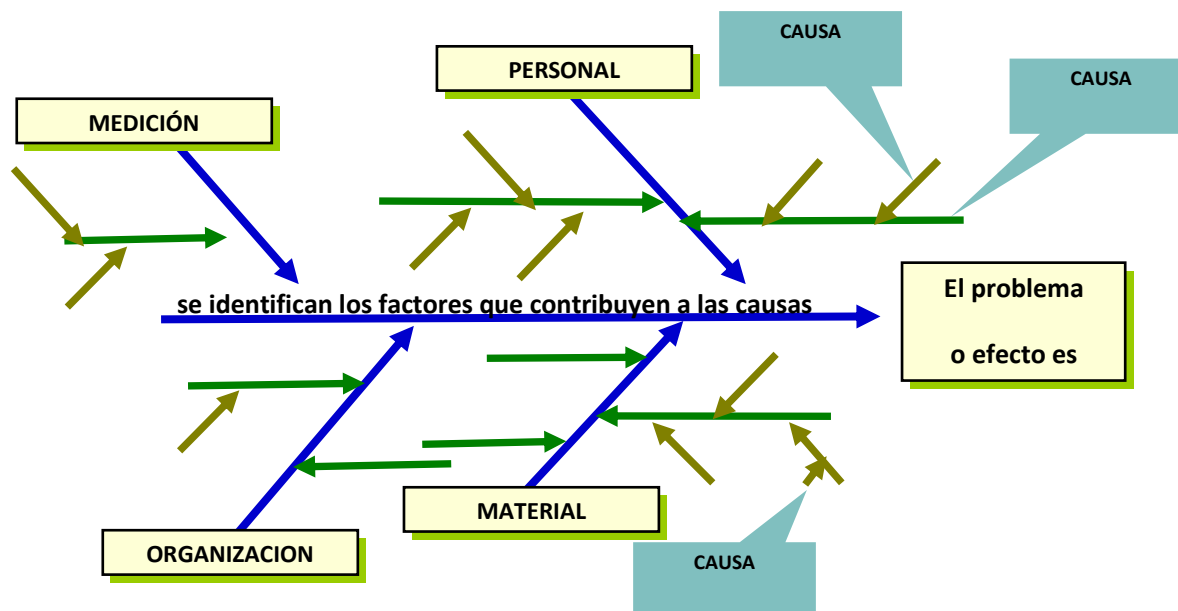 CAUSA
PERSONAL
CAUSA
MEDICIÓN
se identifican los factores que contribuyen a las causas
El problema
o efecto es
MATERIAL
ORGANIZACION
CAUSA